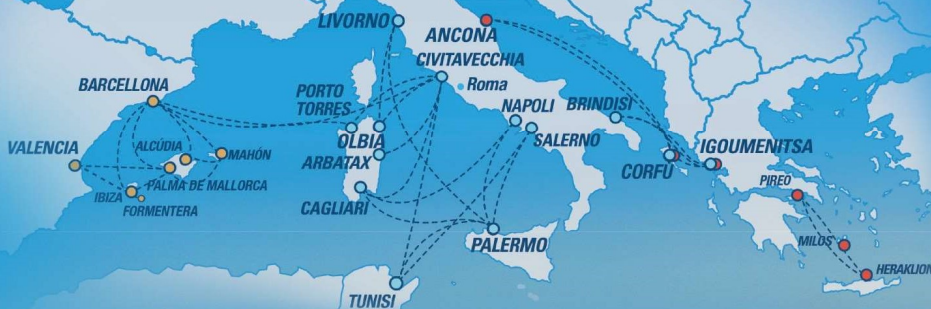 LIVORNO
ANCONA
CIVITAVECCHIA
BARCELLONA
Roma
PORTO
TORRES
NAPOLI
BRINDISI
OLBIA
SALERNO
VALENCIA
ALCÚDIA
MAHÓN
ARBATAX
IGOUMENITSA
CORFÙ
PALMA DE MALLORCA
PIREO
IBIZA
FORMENTERA
CAGLIARI
PALERMO
MILOS
HERAKLION
TUNISI